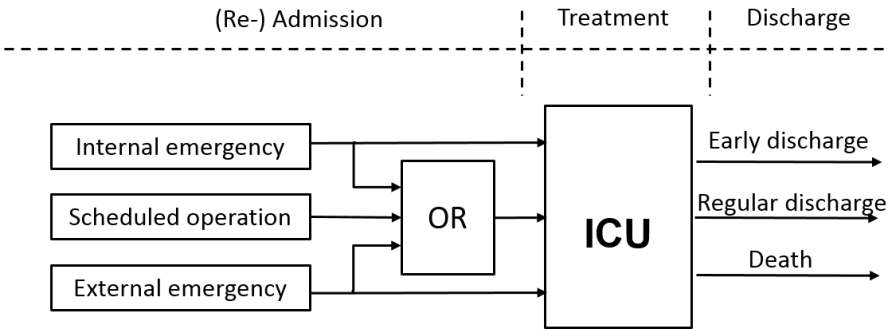 (Re-) Admission
Treatment
Discharge
Internal emergency
Scheduled operation
External emergency
OR
ICU
Early discharge
Regular discharge
Death